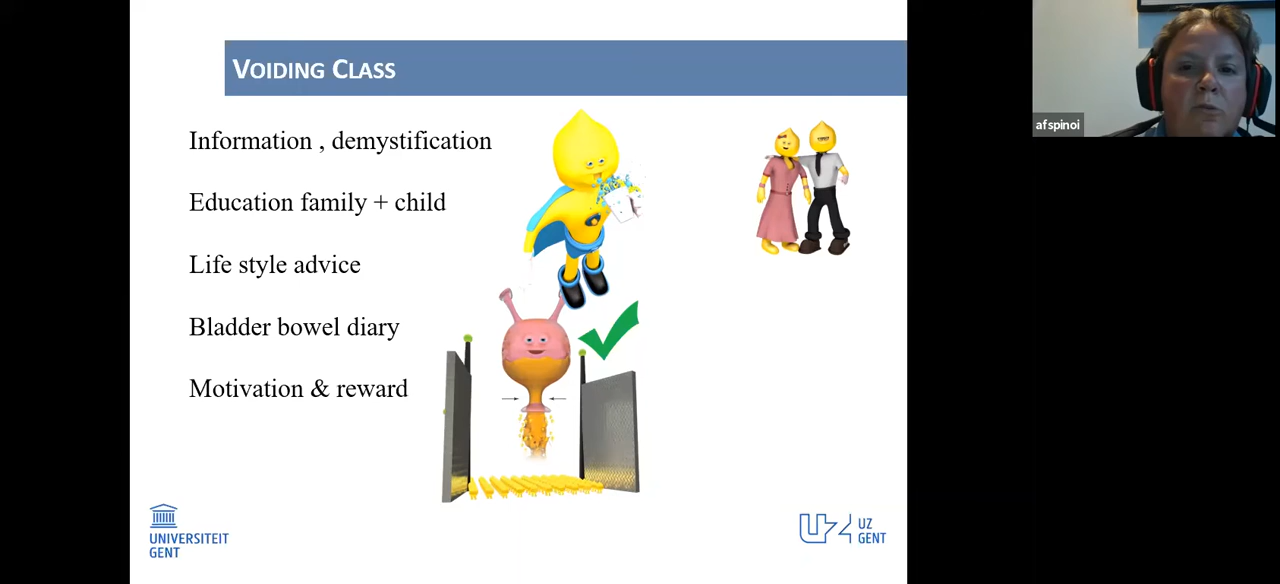 VOIDING CLASS
Information , demystification
Education family + child
Life style advice
Bladder bowel diary
Motivation & reward
UNIVERSITEIT
GENT
UZ
GENT
afspinoi